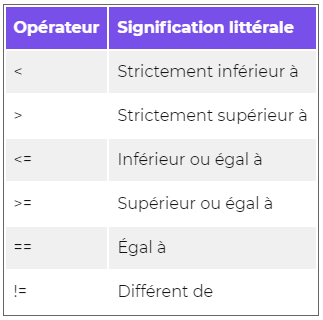 Opérateur Signification littérale
< Strictement inférieur à
> Strictement supérieur à
<= Inférieur ou égal à
>= Supérieur ou égal à
== Égal à
!= Différent de